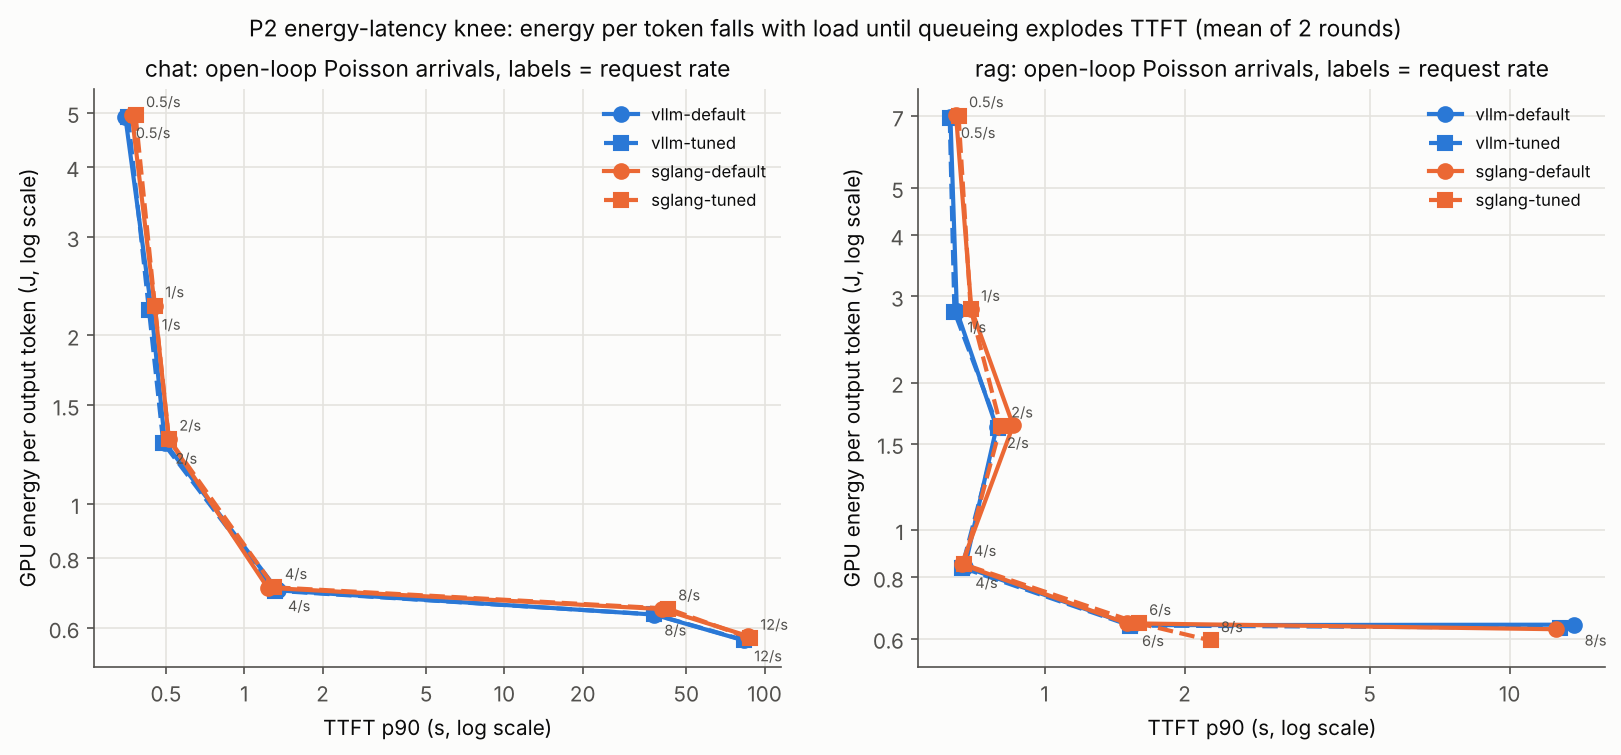 P2 energy-latency knee: energy per token falls with load until queueing explodes TTFT (mean of 2 rounds)
chat: open-loop Poisson arrivals, labels = request rate
GPU energy per output token (J, log scale)
5
4
3
2
1.5
1
0.8
0.6
0.5/s
0.5/s
1/s
1/s
2/s
2/s
4/s
4/s
8/s
8/s
12/s
12/s
vllm-default
vllm-tuned
sglang-default
sglang-tuned
0.5
1
2
5
10
20
50
100
TTFT p90 (s, log scale)
rag: open-loop Poisson arrivals, labels = request rate
GPU energy per output token (J, log scale)
7
5
4
3
2
1.5
1
0.8
0.6
0.5/s
0.5/s
1/s
1/s
2/s
2/s
4/s
4/s
6/s
6/s
8/s
8/s
vllm-default
vllm-tuned
sglang-default
sglang-tuned
1
2
5
10
TTFT p90 (s, log scale)